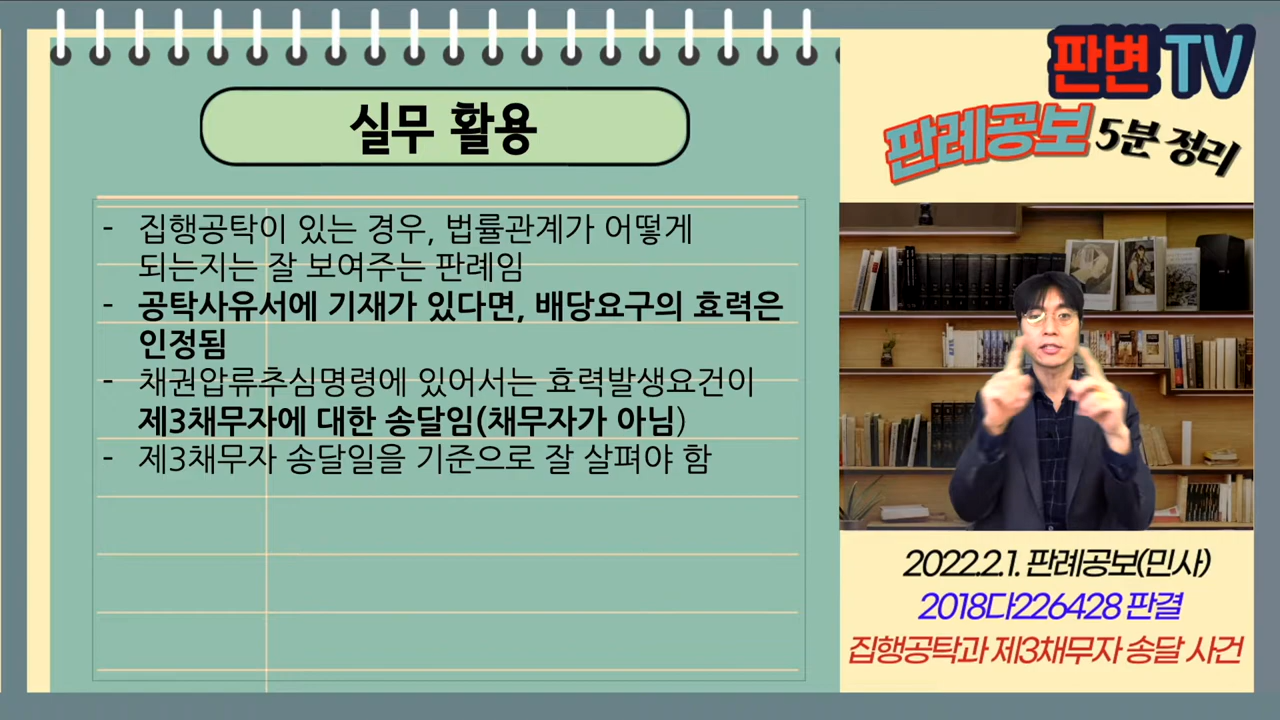 실무 활용
- 집행공탁이 있는 경우, 법률관계가 어떻게
되는지는 잘 보여주는 판례임
- 공탁사유서에 기재가 있다면, 배당요구의 효력은
인정됨
- 채권압류추심명령에 있어서는 효력발생요건이
제3채무자에 대한 송달임(채무자가 아님)
- 제3채무자 송달일을 기준으로 잘 살펴야 함
판변 TV
판례공보 5분 정리
2022.2.1. 판례공보(민사)
2018다226428 판결
집행공탁과 제3채무자 송달 사건